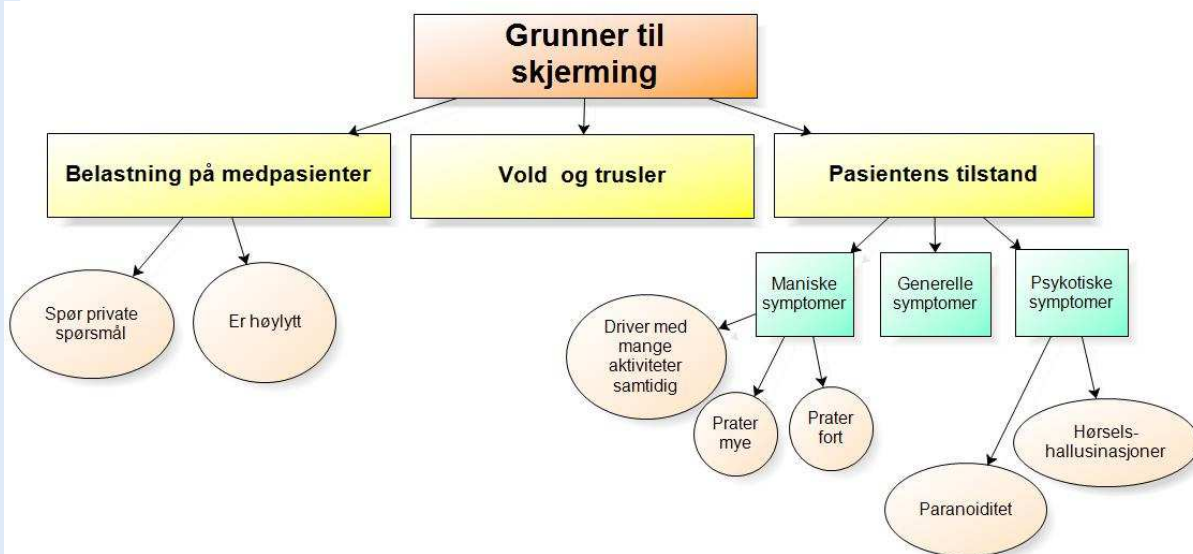 Grunner til
skjerming
Belastning på medpasienter
Vold og trusler
Pasientens tilstand
Spør private
spørsmål
Er høylytt
Maniske
symptomer
Generelle
symptomer
Psykotiske
symptomer
Driver med
mange
aktiviteter
samtidig
Prater
mye
Prater
fort
Hørsels-
hallusinasjoner
Paranoiditet